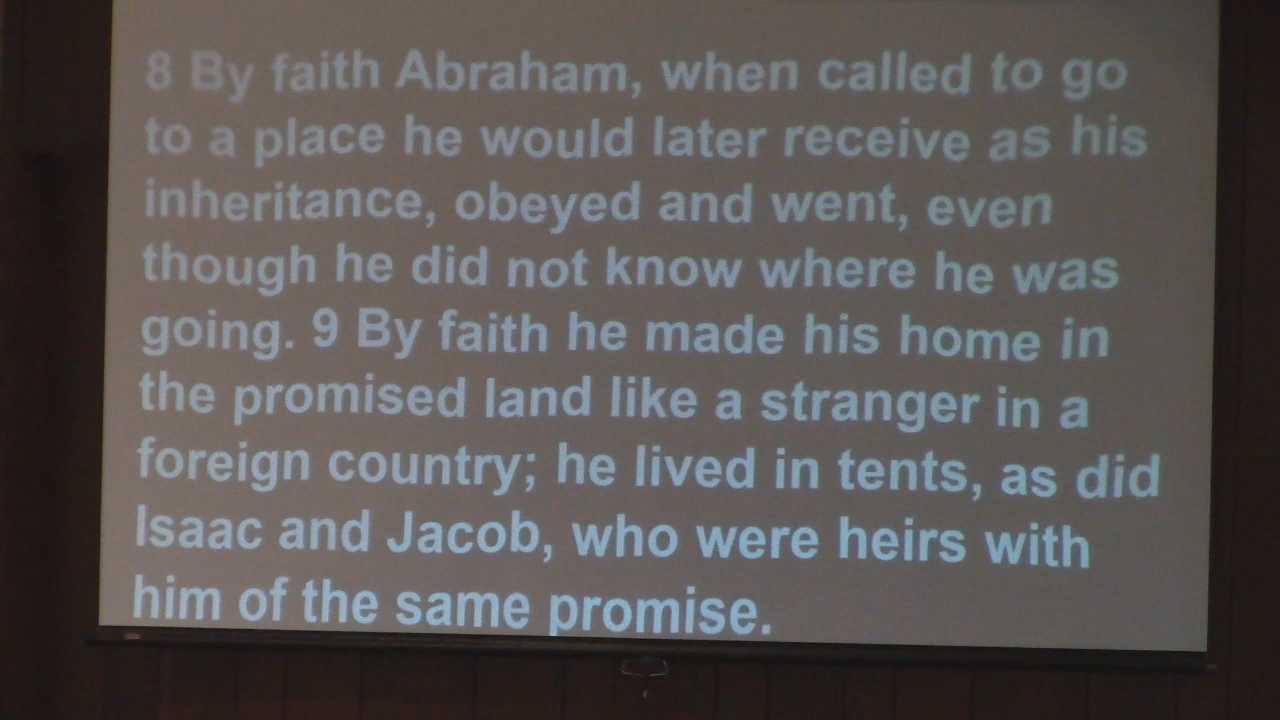 8 By faith Abraham, when called to go
to a place he would later receive as his
inheritance, obeyed and went, even
though he did not know where he was
going. 9 By faith he made his home in
the promised land like a stranger in a
foreign country; he lived in tents, as did
Isaac and Jacob, who were heirs with
him of the same promise.